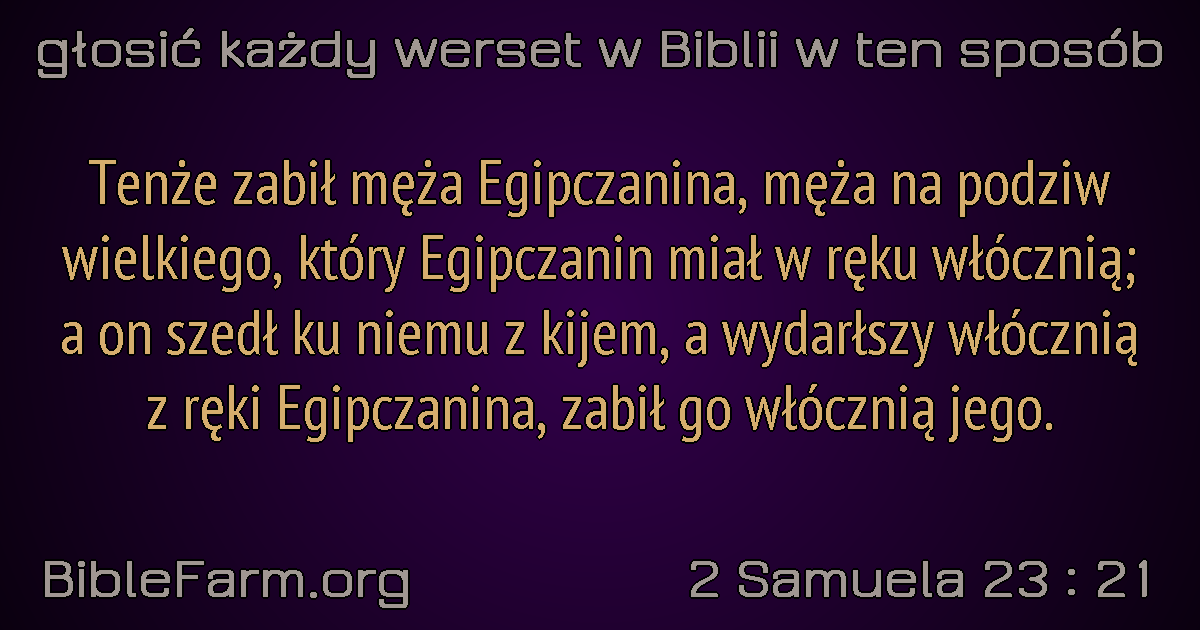 głosić każdy werset w Biblii w ten sposób
Tenże zabił męża Egipczanina, męża na podziw
wielkiego, który Egipczanin miał w ręku włócznią;
a on szedł ku niemu z kijem, a wydarłszy włócznią
z ręki Egipczanina, zabił go włócznią jego.
BibleFarm.org
2 Samuela 23 : 21